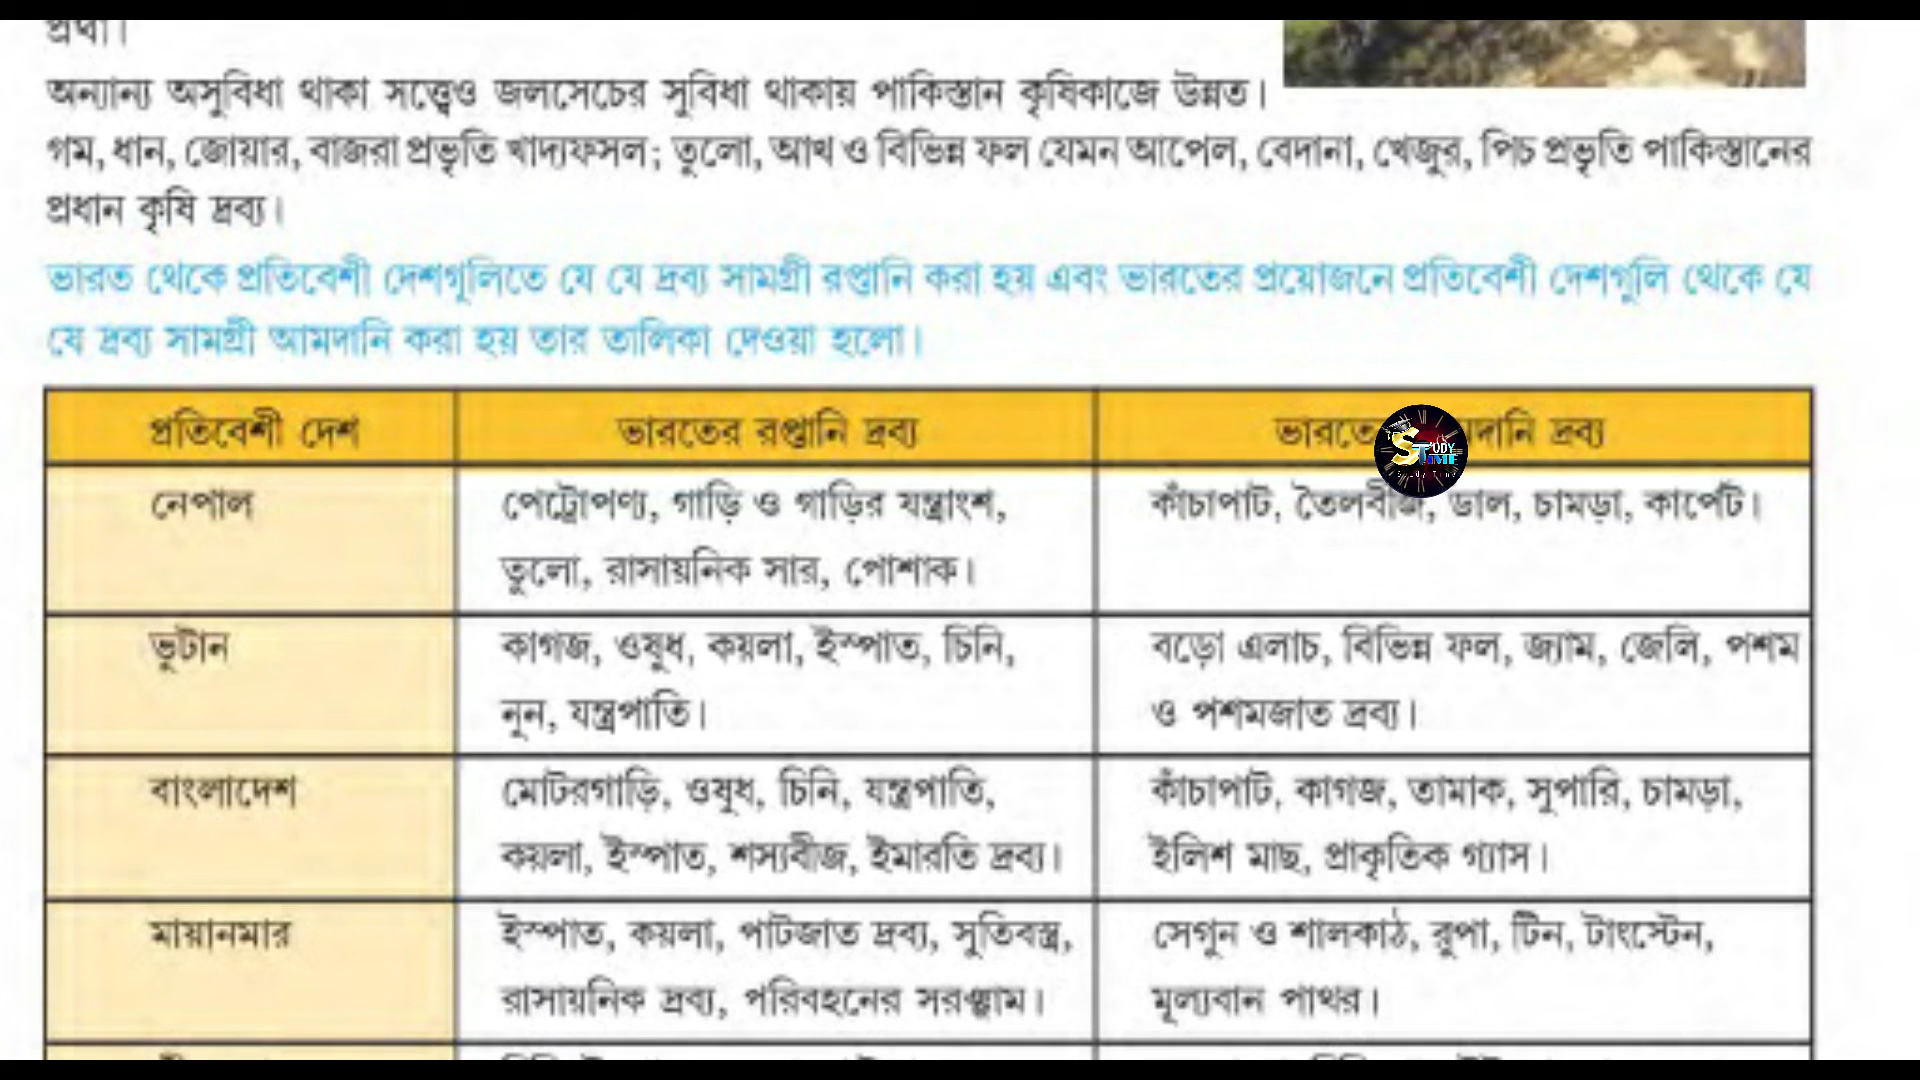 প্রথা।
অন্যান্য অসুবিধা থাকা সত্ত্বেও জলসেচের সুবিধা থাকায় পাকিস্তান কৃষিকাজে উন্নত।
গম, ধান, জোয়ার, বাজরা প্রভৃতি খাদ্যফসল; তুলো, আখ ও বিভিন্ন ফল যেমন আপেল, বেদানা, খেজুর, পিচ প্রভৃতি পাকিস্তানের
প্রধান কৃষি দ্রব্য।
ভারত থেকে প্রতিবেশী দেশগুলিতে যে যে দ্রব্য সামগ্রী রপ্তানি করা হয় এবং ভারতের প্রয়োজনে প্রতিবেশী দেশগুলি থেকে যে
যে দ্রব্য সামগ্রী আমদানি করা হয় তার তালিকা দেওয়া হলো।
প্রতিবেশী দেশ ভারতের রপ্তানি দ্রব্য দ্রব্য
STUDY
TIME
নেপাল পেট্রোপণ্য, গাড়ি ও গাড়ির যন্ত্রাংশ, কাঁচাপাট, তৈলবীজ, ডাল, চামড়া, কার্পেট।
তুলো, রাসায়নিক সার, পোশাক।
ভুটান কাগজ, ওষুধ, কয়লা, ইস্পাত, চিনি, বড়ো এলাচ, বিভিন্ন ফল, জ্যাম, জেলি, পশম
নুন, যন্ত্রপাতি। ও পশমজাত দ্রব্য।
বাংলাদেশ মোটরগাড়ি, ওষুধ, চিনি, যন্ত্রপাতি, কাঁচাপাট, কাগজ, তামাক, সুপারি, চামড়া,
কয়লা, ইস্পাত, শস্যবীজ, ইমারতি দ্রব্য। ইলিশ মাছ, প্রাকৃতিক গ্যাস।
মায়ানমার ইস্পাত, কয়লা, পাটজাত দ্রব্য, সুতিবস্ত্র, সেগুন ও শালকাঠ, রুপা, টিন, টাংস্টেন,
রাসায়নিক দ্রব্য, পরিবহনের সরঞ্জাম। মূল্যবান পাথর।